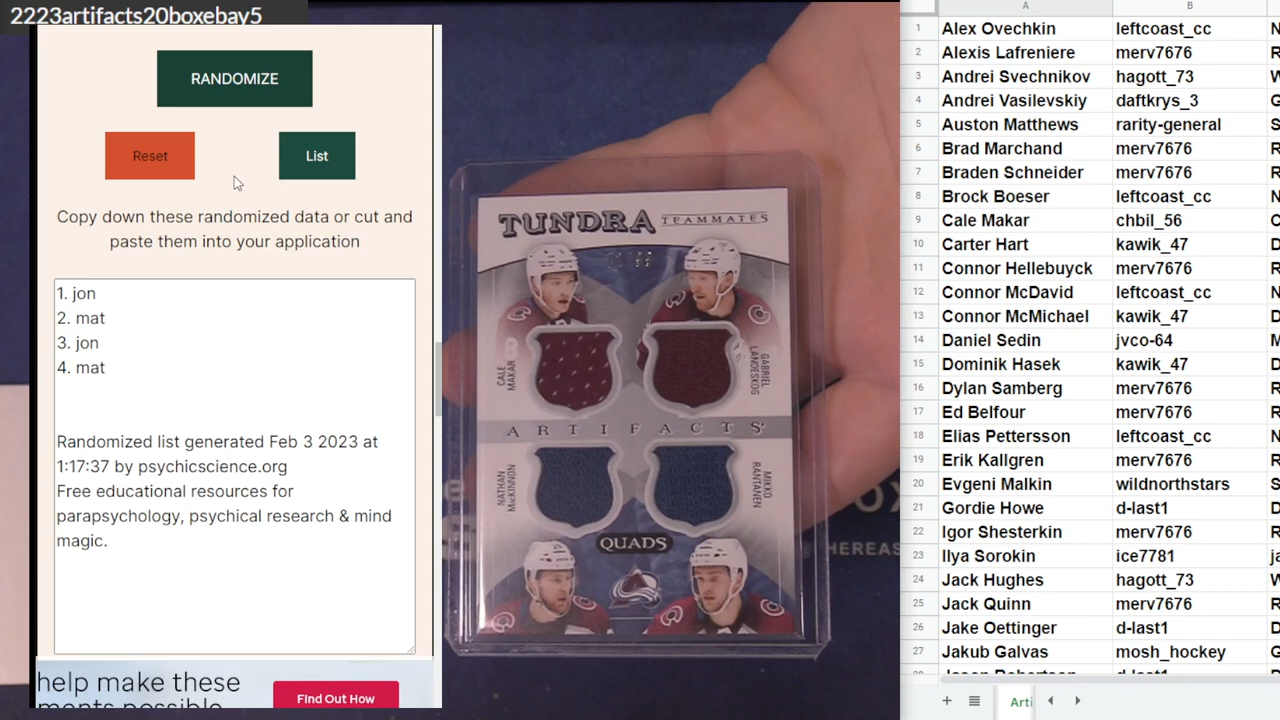 2223artifacts20boxebay5
RANDOMIZE
Reset
List
Copy down these randomized data or cut and
paste them into your application
1. jon
2. mat
3. jon
4. mat
Randomized list generated Feb 3 2023 at
1:17:37 by psychicscience.org
Free educational resources for
parapsychology, psychical research & mind
magic.
help make these
Find Out How
TUNDRA TEAMMATES
CALE MAKAR
GABRIEL LANDESKOG
ARTIFACTS
NATHAN MACKINNON
MIKKO RANTANEN
QUADS
HEREAS
A B
1 Alex Ovechkin leftcoast_cc N
2 Alexis Lafreniere merv7676 R
3 Andrei Svechnikov hagott_73 W
4 Andrei Vasilevskiy daftkrys_3 G
5 Auston Matthews rarity-general S
6 Brad Marchand merv7676 R
7 Braden Schneider merv7676 R
8 Brock Boeser leftcoast_cc N
9 Cale Makar chbil_56
10 Carter Hart kawik_47 D
11 Connor Hellebuyck merv7676 R
12 Connor McDavid leftcoast_cc N
13 Connor McMichael kawik_47 D
14 Daniel Sedin jvco-64 M
15 Dominik Hasek kawik_47 D
16 Dylan Samberg merv7676 R
17 Ed Belfour merv7676 R
18 Elias Pettersson leftcoast_cc N
19 Erik Kallgren merv7676 R
20 Evgeni Malkin wildnorthstars S
21 Gordie Howe d-last1 D
22 Igor Shesterkin merv7676 R
23 Ilya Sorokin ice7781 ja
24 Jack Hughes hagott_73 W
25 Jack Quinn merv7676 R
26 Jake Oettinger d-last1 D
27 Jakub Galvas mosh_hockey G
Arti